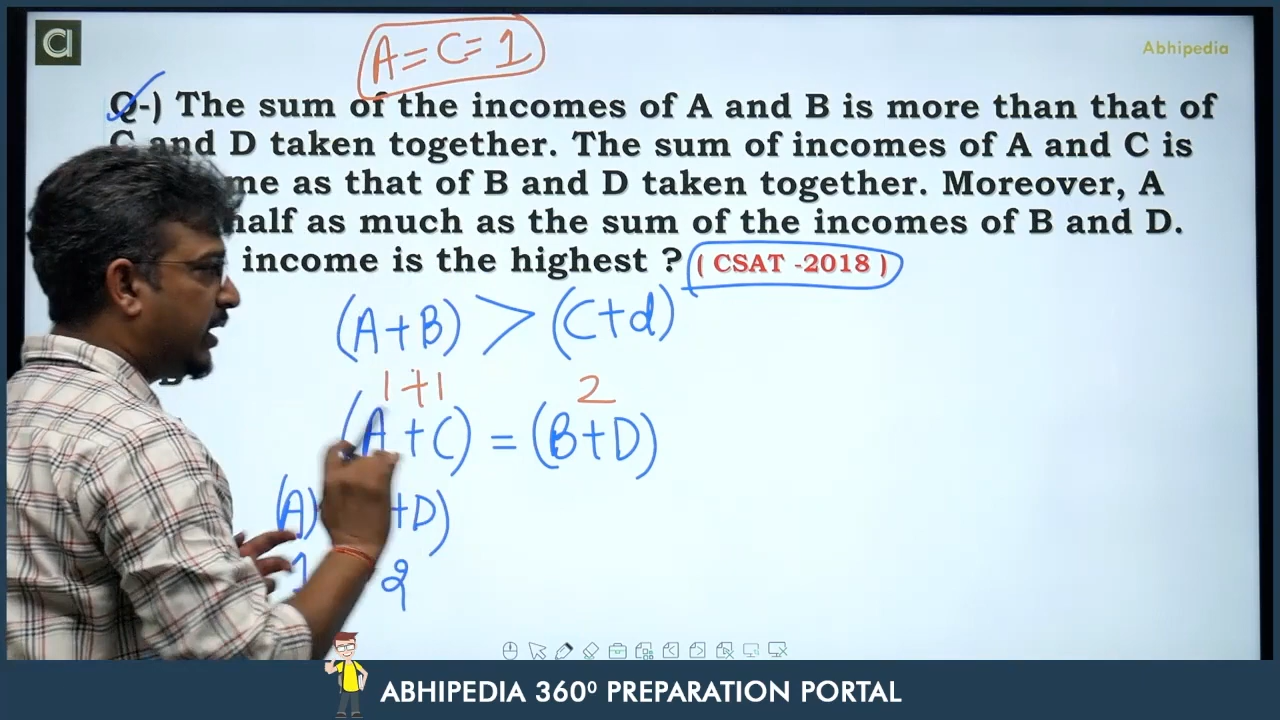 A = C = 1
Abhipedia
Q-) The sum of the incomes of A and B is more than that of
C and D taken together. The sum of incomes of A and C is
me as that of B and D taken together. Moreover, A
half as much as the sum of the incomes of B and D.
income is the highest ? ( CSAT -2018 )
(A+B) > (C+d)
1+1 2
(A+C) = (B+D)
(A) +D)
1 2
ABHIPEDIA 360⁰ PREPARATION PORTAL